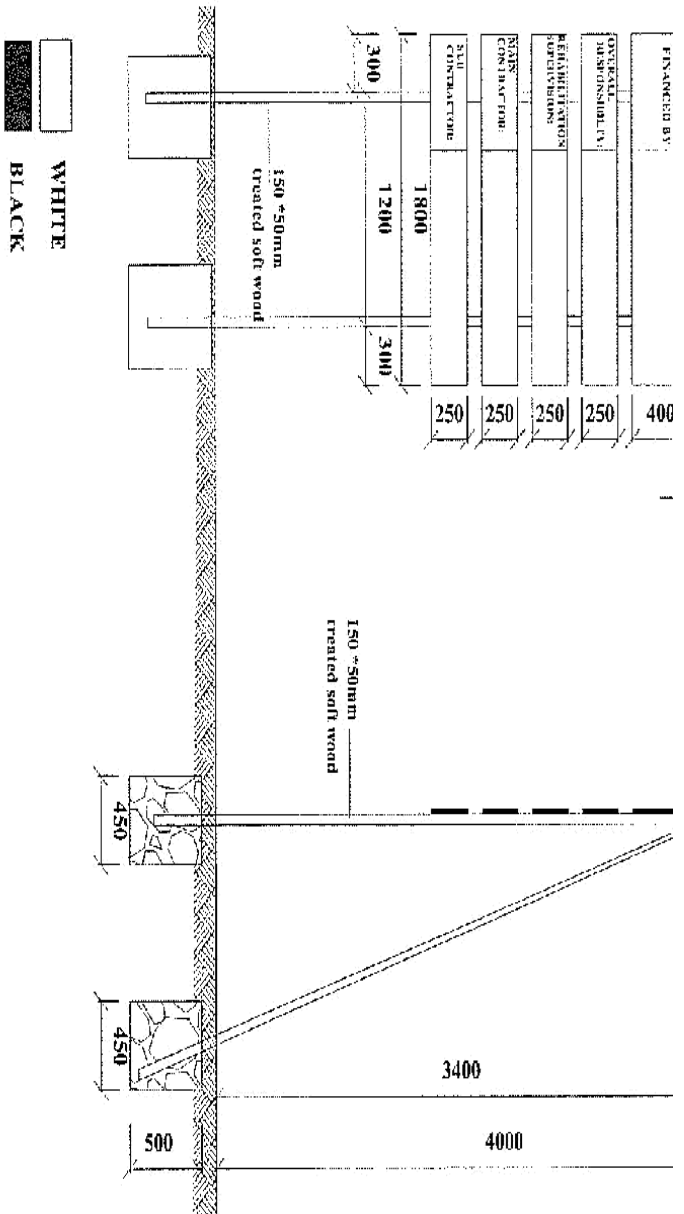 FINANCED BY
OVERALL
RESPONSIBILTY:
REHABILITATION
SUPERVISION:
MAIN
CONTRACTOR:
SUB
CONTRACTOR:
400
250
250
250
250
300
1200
300
1800
150 *50mm
treated soft wood
150 *50mm
treated soft wood
450
450
3400
4000
500
WHITE
BLACK